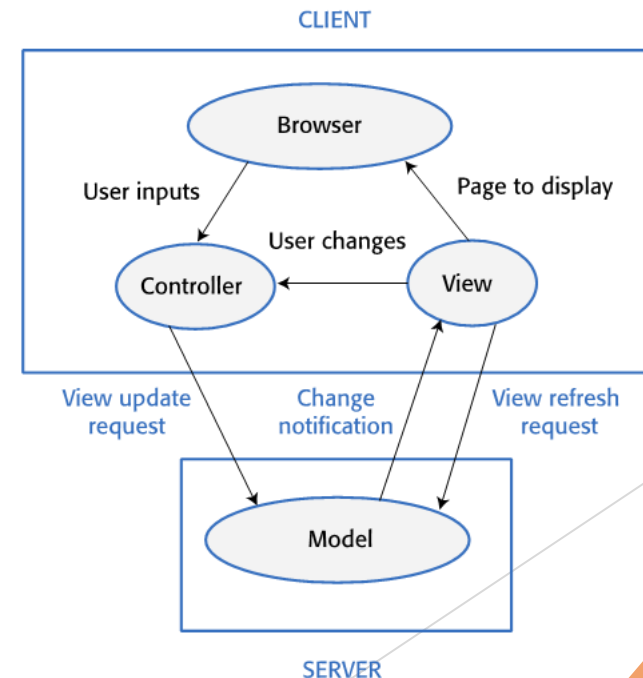 CLIENT
Browser
User inputs
Page to display
User changes
Controller
View
View update
request
Change
notification
View refresh
request
Model
SERVER